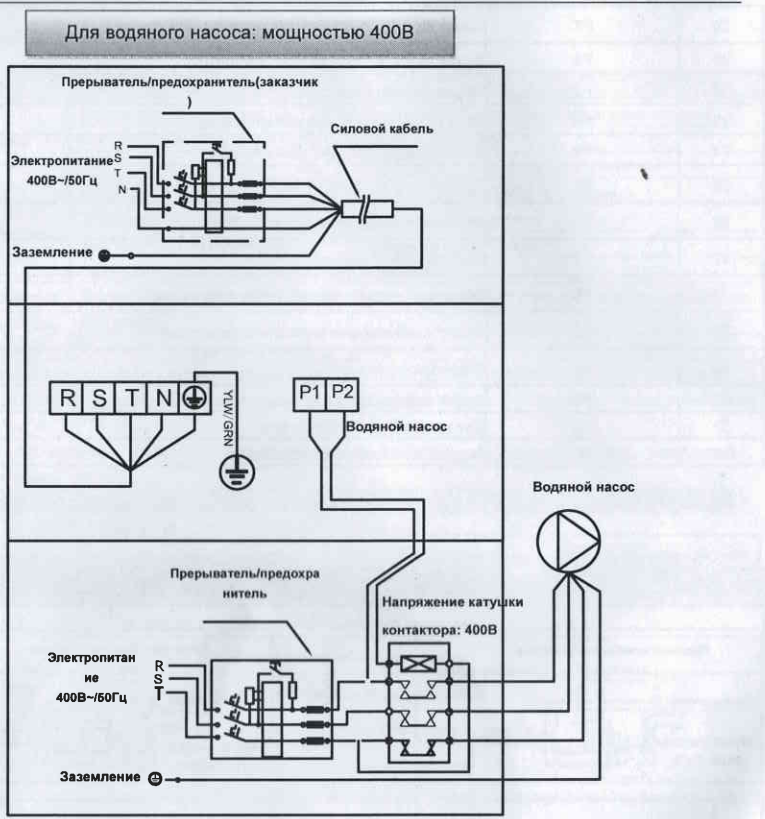 Для водяного насоса: мощностью 400В
Прерыватель/предохранитель(заказчик
)
Силовой кабель
R
S
T
N
Электропитание
400В~/50Гц
Заземление
R S T N
YLW/GRN
P1 P2
Водяной насос
Водяной насос
Прерыватель/предохра
нитель
Напряжение катушки
контактора: 400В
Электропитан
ие
400В~/50Гц
R
S
T
Заземление